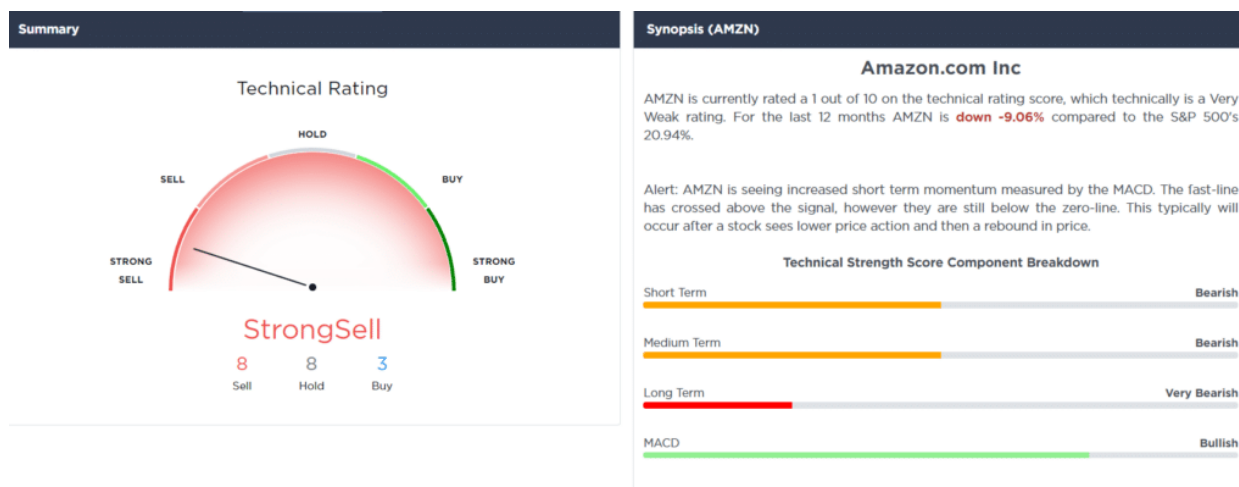 Summary
Technical Rating
HOLD
SELL
BUY
STRONG
SELL
STRONG
BUY
StrongSell
8
8
3
Sell
Hold
Buy
Synopsis (AMZN)
Amazon.com Inc
AMZN is currently rated a 1 out of 10 on the technical rating score, which technically is a Very
Weak rating. For the last 12 months AMZN is down -9.06% compared to the S&P 500's
20.94%.
Alert: AMZN is seeing increased short term momentum measured by the MACD. The fast-line
has crossed above the signal, however they are still below the zero-line. This typically will
occur after a stock sees lower price action and then a rebound in price.
Technical Strength Score Component Breakdown
Short Term Bearish
Medium Term Bearish
Long Term Very Bearish
MACD Bullish